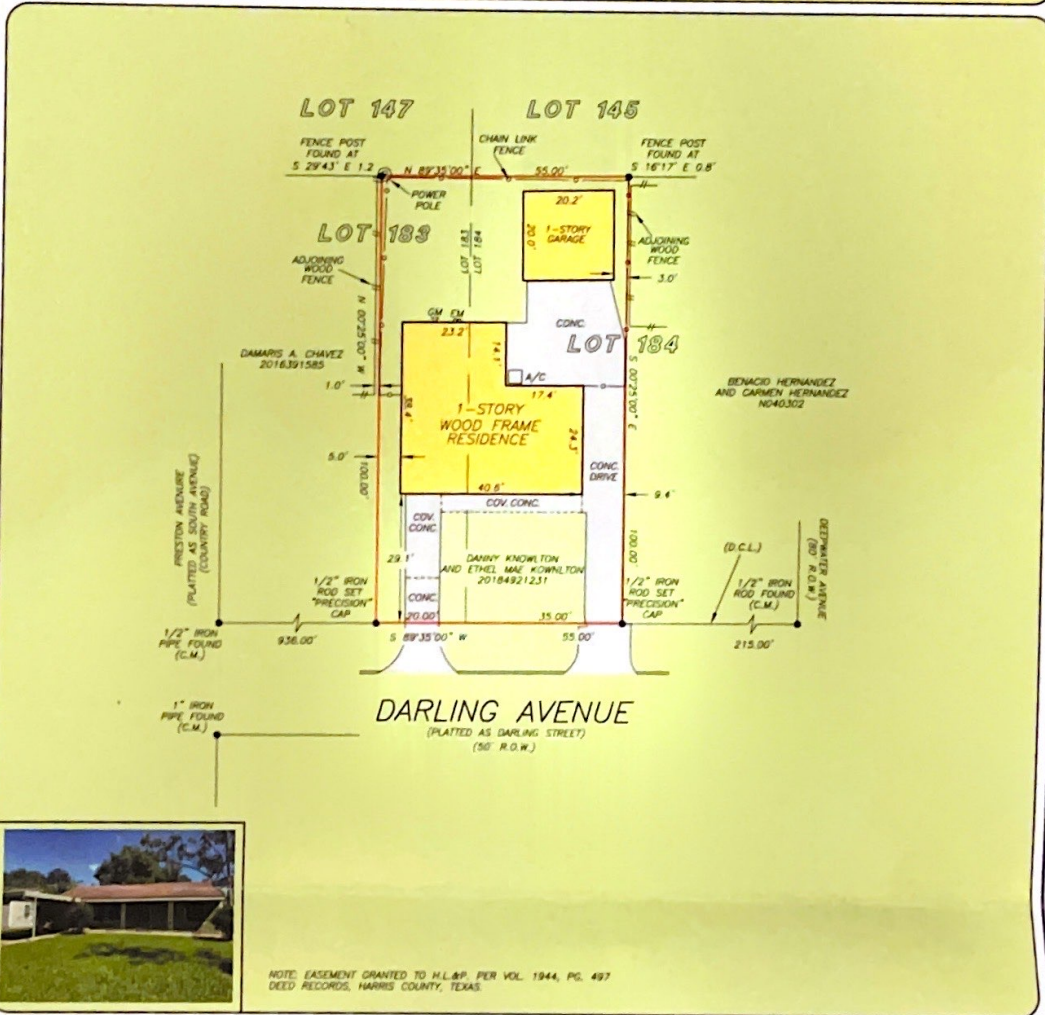 LOT 147
LOT 145
FENCE POST
FOUND AT
S 29°43' E 1.2'
CHAIN LINK
FENCE
FENCE POST
FOUND AT
S 16°17' E 0.8'
N 89°35'00" E
55.00'
POWER
POLE
20.2'
20.0'
1-STORY
GARAGE
LOT 183
LOT 183
LOT 184
ADJOINING
WOOD
FENCE
ADJOINING
WOOD
FENCE
3.0'
N 00°25'00" W
GM
EM
23.2'
14.1'
CONC.
LOT 184
DAMARIS A. CHAVEZ
2016391585
1.0'
A/C
17.4'
S 00°25'00" E
BENACIO HERNANDEZ
AND CARMEN HERNANDEZ
N040302
38.4'
1-STORY
WOOD FRAME
RESIDENCE
24.3'
5.0'
100.00'
CONC.
DRIVE
40.6'
9.4'
COV. CONC.
COV.
CONC.
PRESTON AVENUE
(PLATTED AS SOUTH AVENUE)
(COUNTRY ROAD)
29.1'
DANNY KNOWLTON
AND ETHEL MAE KOWNLTON
20184921231
100.00'
(D.C.L.)
DEEPWATER AVENUE
(80' R.O.W.)
1/2" IRON
ROD SET
"PRECISION"
CAP
CONC.
20.00'
35.00'
1/2" IRON
ROD SET
"PRECISION"
CAP
1/2" IRON
ROD FOUND
(C.M.)
1/2" IRON
PIPE FOUND
(C.M.)
936.00'
S 89°35'00" W
55.00'
215.00'
1" IRON
PIPE FOUND
(C.M.)
DARLING AVENUE
(PLATTED AS DARLING STREET)
(50' R.O.W.)
NOTE: EASEMENT GRANTED TO H.L.&P. PER VOL. 1944, PG. 497
DEED RECORDS, HARRIS COUNTY, TEXAS.